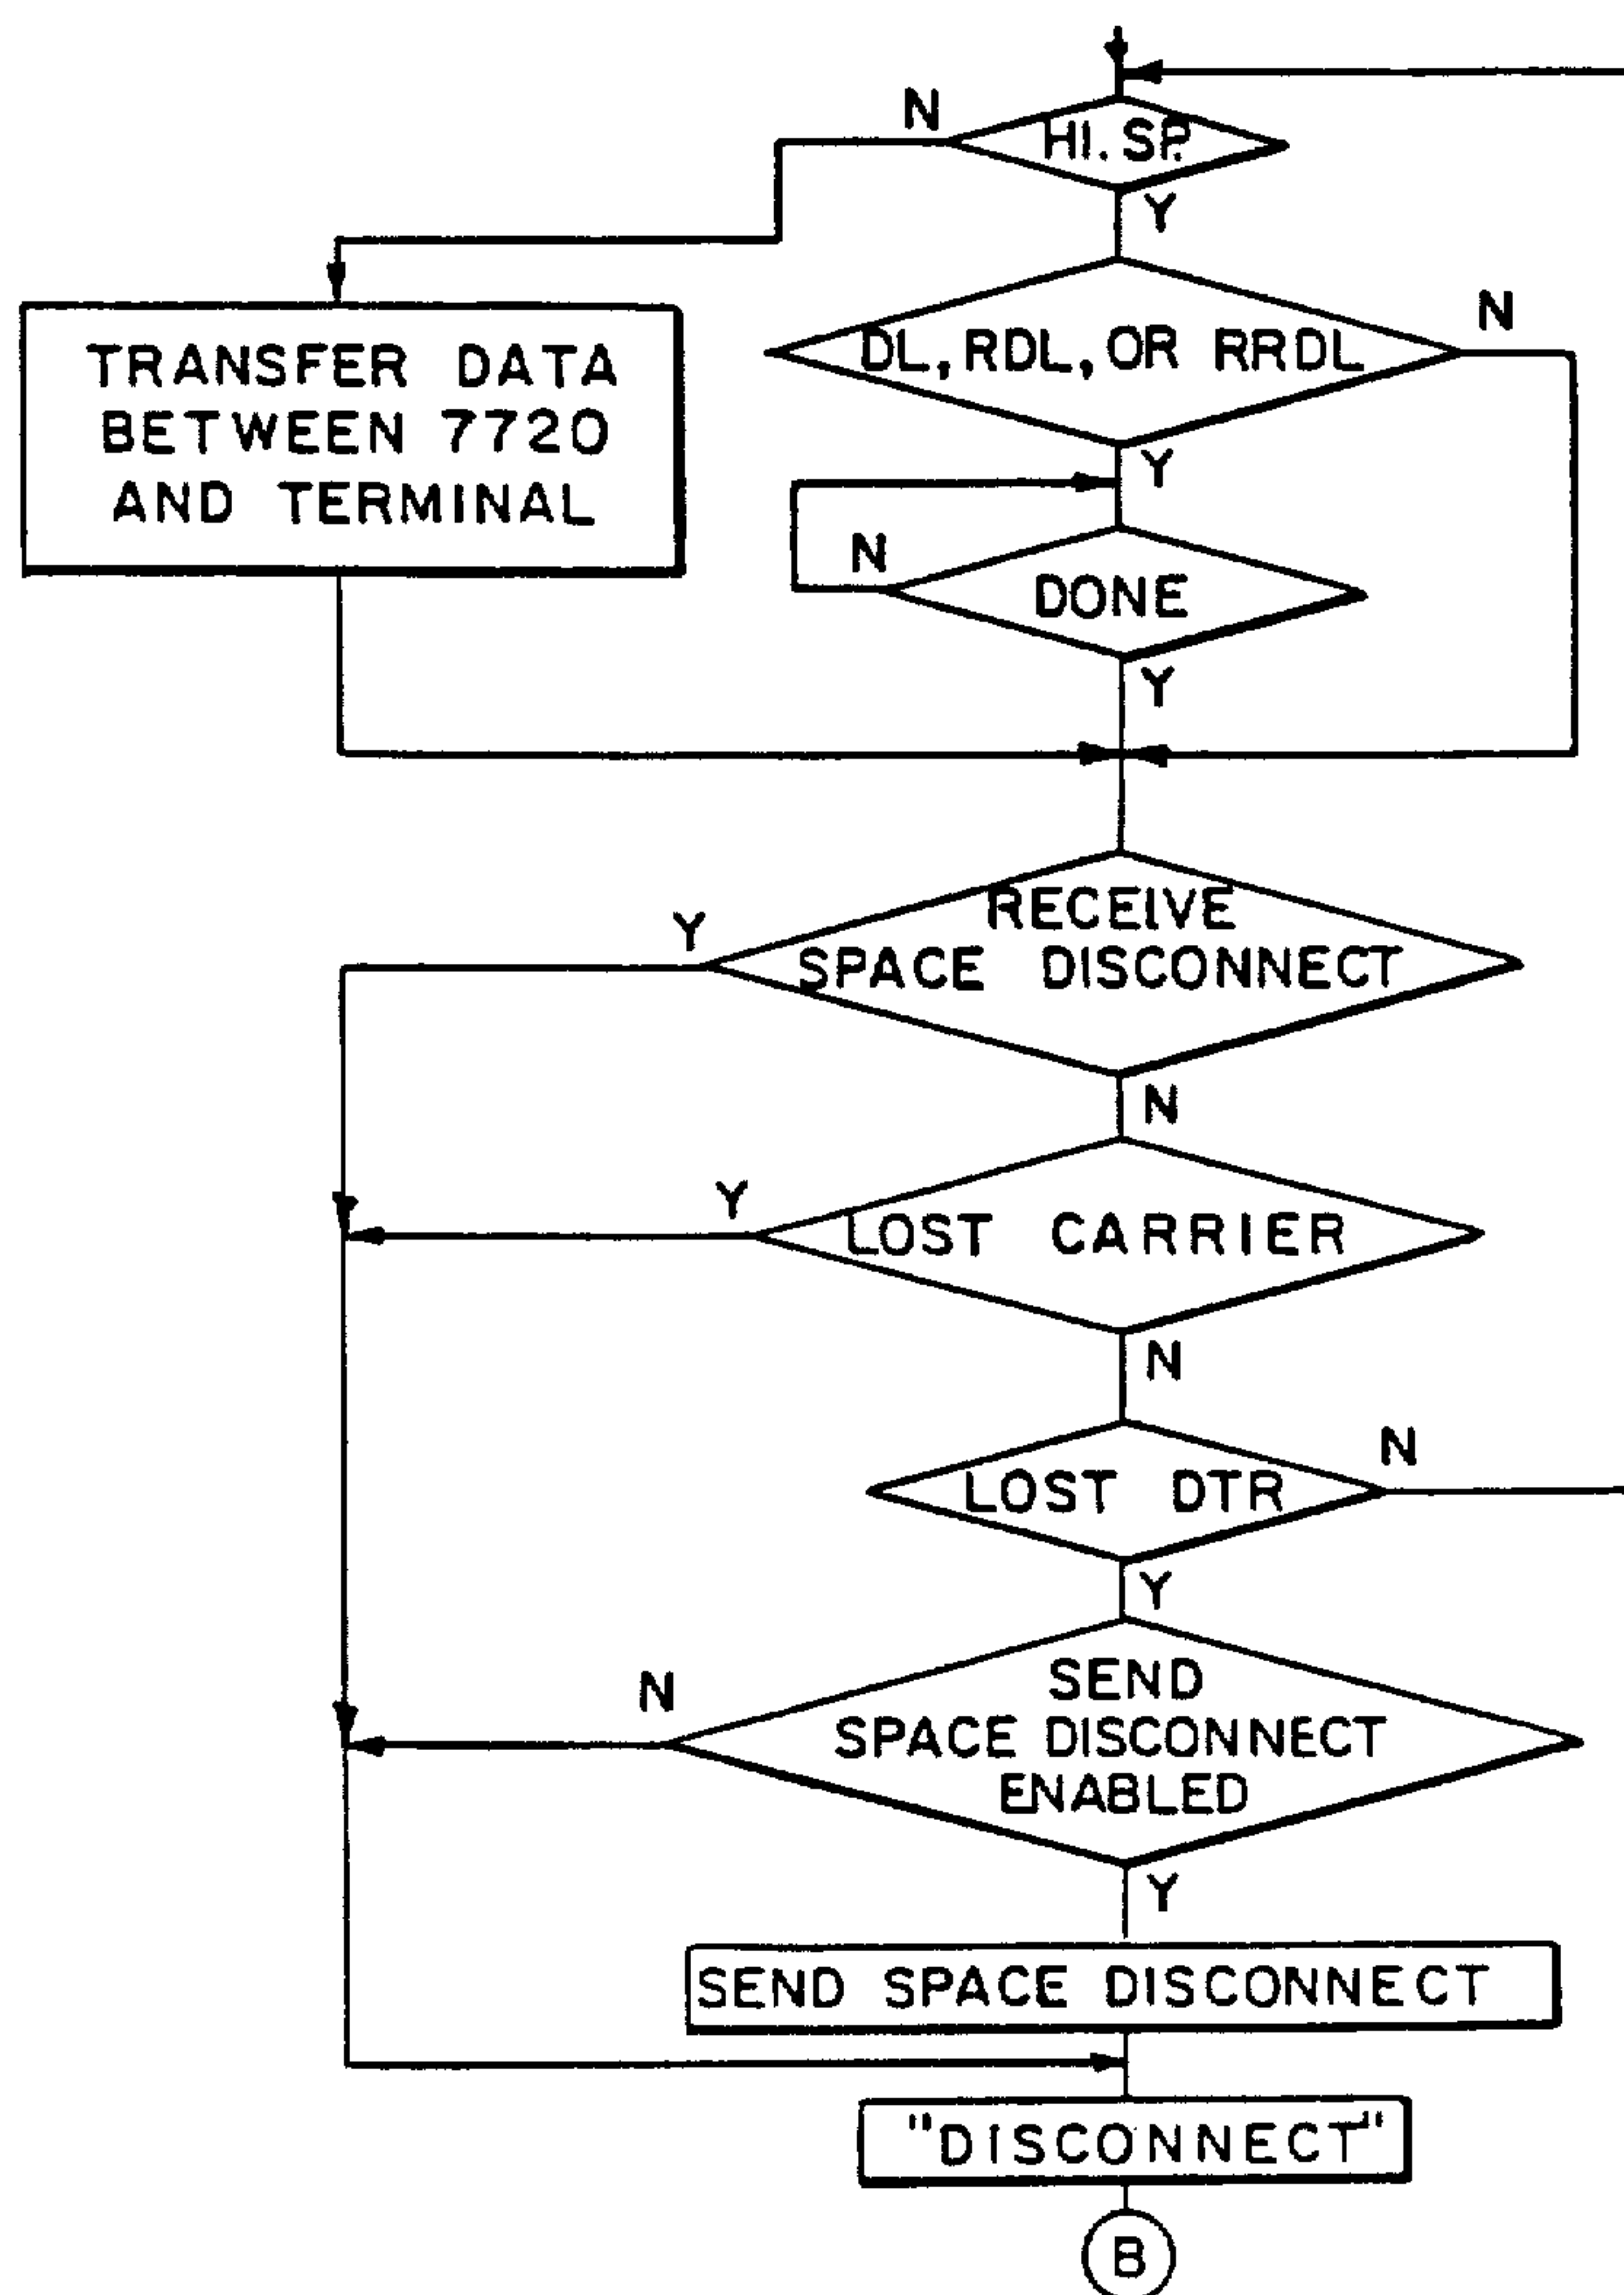 N
HI. SP.
Y
TRANSFER DATA
BETWEEN 7720
AND TERMINAL
DL, RDL, OR RRDL
N
Y
N
DONE
Y
RECEIVE
SPACE DISCONNECT
Y
N
Y
LOST CARRIER
N
LOST DTR
N
Y
N
SEND
SPACE DISCONNECT
ENABLED
Y
SEND SPACE DISCONNECT
"DISCONNECT"
B